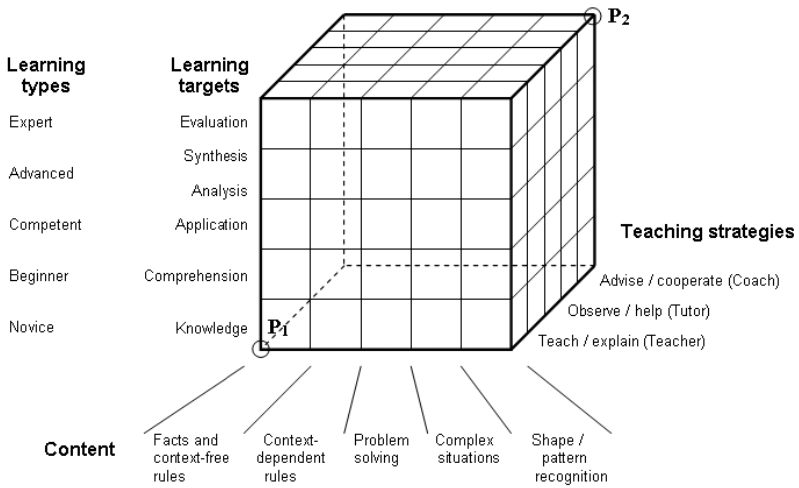 P₂
Learning types
Learning targets
Expert
Evaluation
Synthesis
Advanced
Analysis
Competent
Application
Teaching strategies
Beginner
Comprehension
Advise / cooperate (Coach)
Observe / help (Tutor)
Novice
Knowledge
P₁
Teach / explain (Teacher)
Content
Facts and
context-free
rules
Context-
dependent
rules
Problem
solving
Complex
situations
Shape /
pattern
recognition